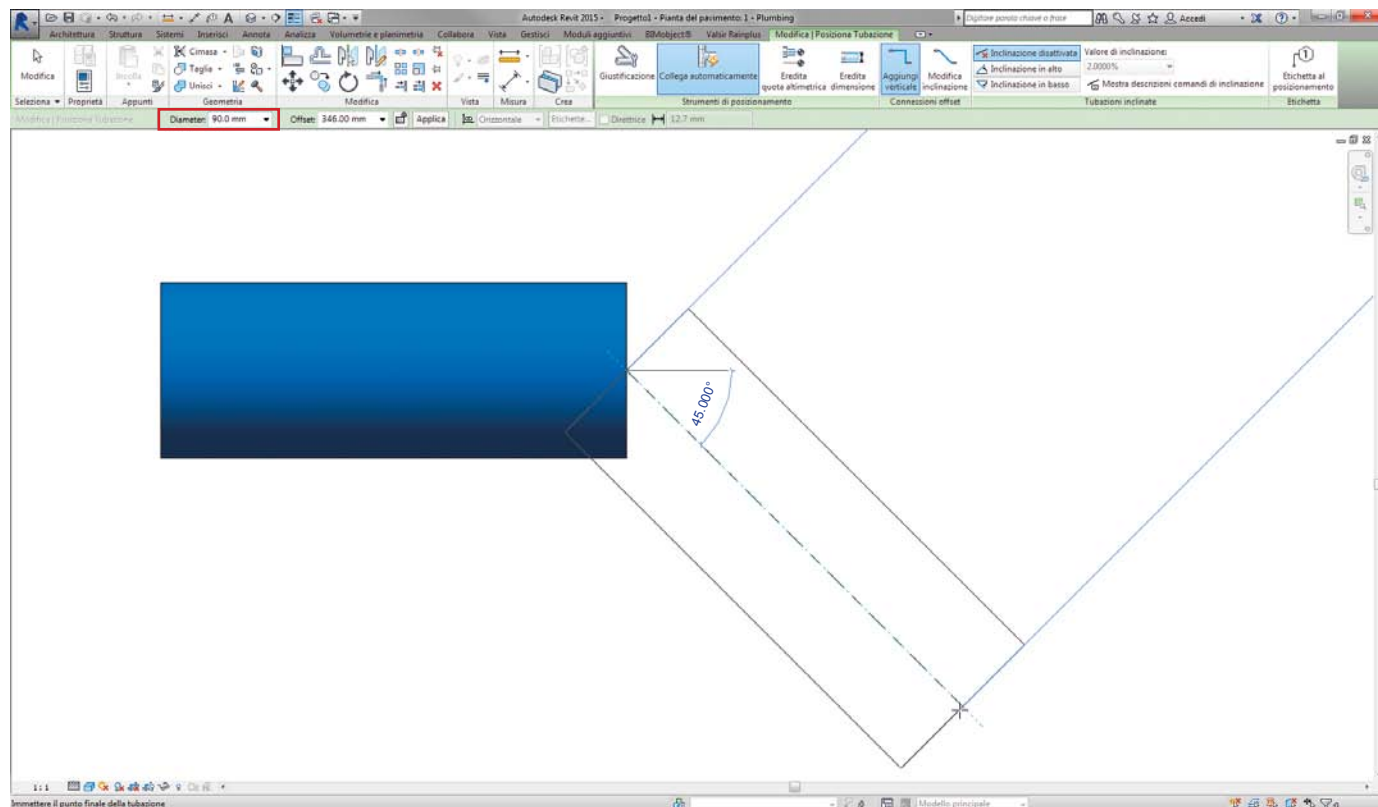 Autodesk Revit 2015 - Progetto1 - Pianta del pavimento: 1 - Plumbing
Digitare parola chiave o frase
Accedi
Architettura Struttura Sistemi Inserisci Annota Analizza Volumetrie e planimetria Collabora Vista Gestisci Moduli aggiuntivi BIMobject® Valsir Rainplus Modifica | Posiziona Tubazione
Modifica
Incolla
Cimasa
Taglia
Unisci
Giustificazione
Collega automaticamente
Eredita quota altimetrica
Eredita dimensione
Aggiungi verticale
Modifica inclinazione
Inclinazione disattivata
Inclinazione in alto
Inclinazione in basso
Valore di inclinazione:
2.0000%
Mostra descrizioni comandi di inclinazione
1
Etichetta al posizionamento
Seleziona Proprietà Appunti Geometria Modifica Vista Misura Crea Strumenti di posizionamento Connessioni offset Tubazioni inclinate Etichetta
Modifica | Posiziona Tubazione Diameter: 90.0 mm Offset: 346.00 mm Applica Orizzontale Etichette... Direttrice 12.7 mm
45.000°
1:1
Immettere il punto finale della tubazione
Modello principale